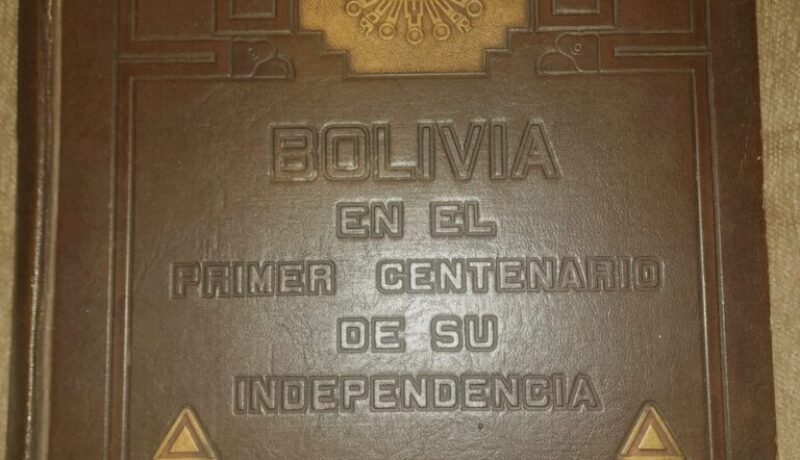 BOLIVIA
EN EL
PRIMER CENTENARIO
DE SU
INDEPENDENCIA